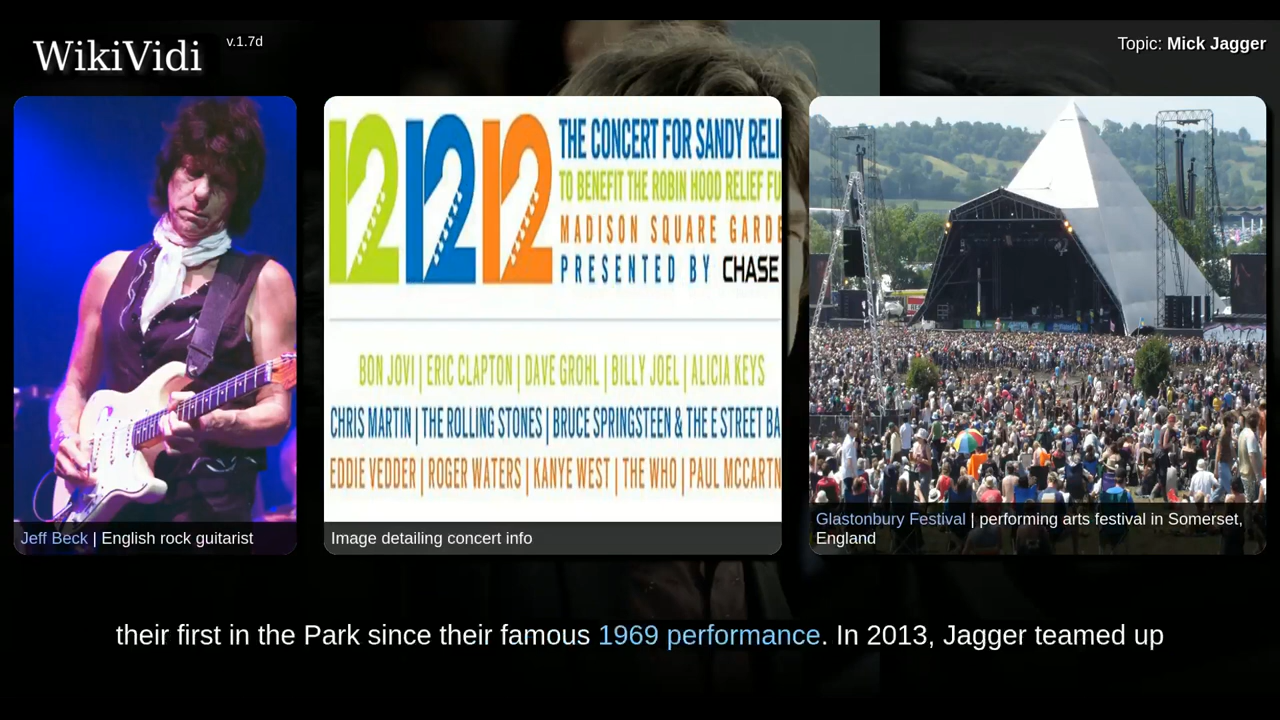 WikiVidi
v.1.7d
Topic: Mick Jagger
12 12 12
THE CONCERT FOR SANDY RELI
TO BENEFIT THE ROBIN HOOD RELIEF FU
MADISON SQUARE GARDE
PRESENTED BY CHASE
BON JOVI | ERIC CLAPTON | DAVE GROHL | BILLY JOEL | ALICIA KEYS
CHRIS MARTIN | THE ROLLING STONES | BRUCE SPRINGSTEEN & THE E STREET BA
EDDIE VEDDER | ROGER WATERS | KANYE WEST | THE WHO | PAUL MCCARTN
Jeff Beck | English rock guitarist
Image detailing concert info
Glastonbury Festival | performing arts festival in Somerset,
England
their first in the Park since their famous 1969 performance. In 2013, Jagger teamed up